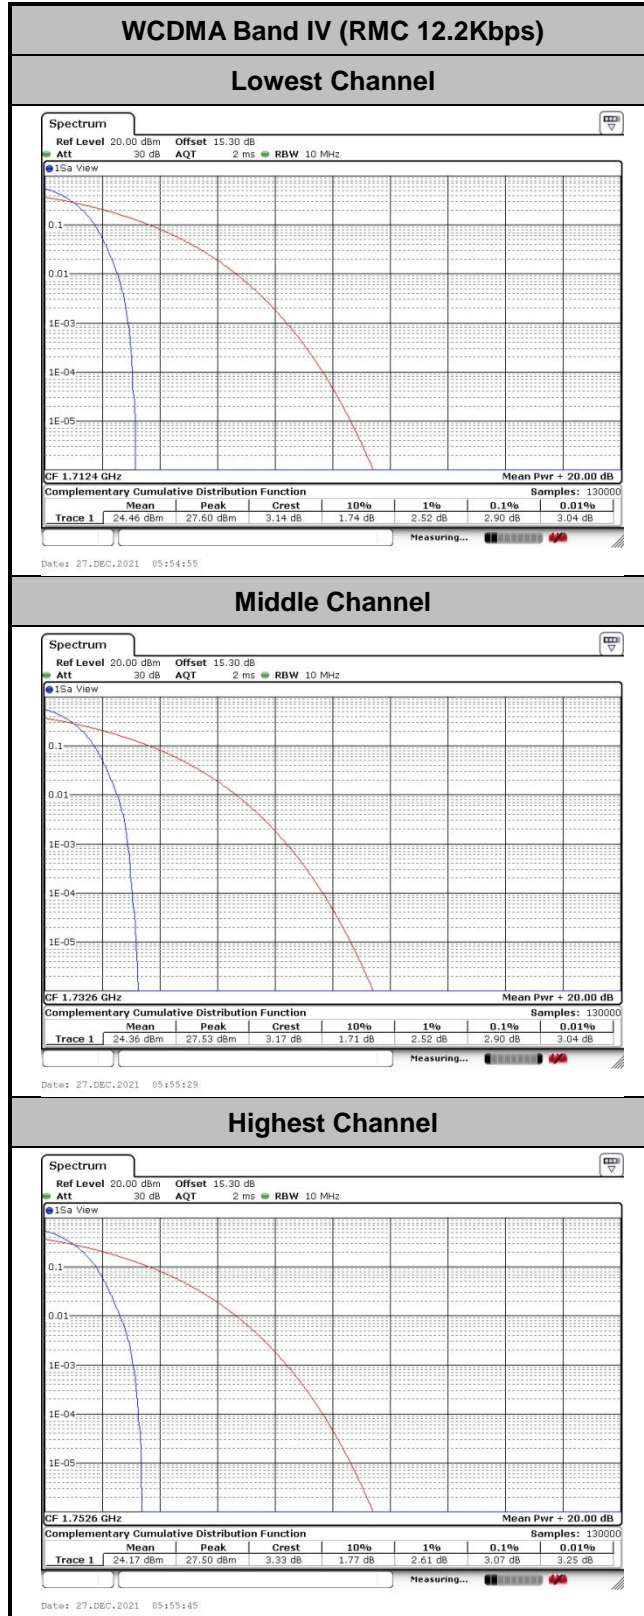 WCDMA Band IV (RMC 12.2Kbps)
Lowest Channel
Spectrum
Ref Level 20.00 dBm Offset 15.30 dB
Att 30 dB AQT 2 ms RBW 10 MHz
1Sa View
0.1
0.01
1E-03
1E-04
1E-05
CF 1.7124 GHz Mean Pwr + 20.00 dB
Complementary Cumulative Distribution Function Samples: 130000
Mean Peak Crest 10% 1% 0.1% 0.01%
Trace 1 24.46 dBm 27.60 dBm 3.14 dB 1.74 dB 2.52 dB 2.90 dB 3.04 dB
Measuring...
Date: 27.DEC.2021 05:54:55
Middle Channel
Spectrum
Ref Level 20.00 dBm Offset 15.30 dB
Att 30 dB AQT 2 ms RBW 10 MHz
1Sa View
0.1
0.01
1E-03
1E-04
1E-05
CF 1.7326 GHz Mean Pwr + 20.00 dB
Complementary Cumulative Distribution Function Samples: 130000
Mean Peak Crest 10% 1% 0.1% 0.01%
Trace 1 24.36 dBm 27.53 dBm 3.17 dB 1.71 dB 2.52 dB 2.90 dB 3.04 dB
Measuring...
Date: 27.DEC.2021 05:55:29
Highest Channel
Spectrum
Ref Level 20.00 dBm Offset 15.30 dB
Att 30 dB AQT 2 ms RBW 10 MHz
1Sa View
0.1
0.01
1E-03
1E-04
1E-05
CF 1.7526 GHz Mean Pwr + 20.00 dB
Complementary Cumulative Distribution Function Samples: 130000
Mean Peak Crest 10% 1% 0.1% 0.01%
Trace 1 24.17 dBm 27.50 dBm 3.33 dB 1.77 dB 2.61 dB 3.07 dB 3.25 dB
Measuring...
Date: 27.DEC.2021 05:55:45